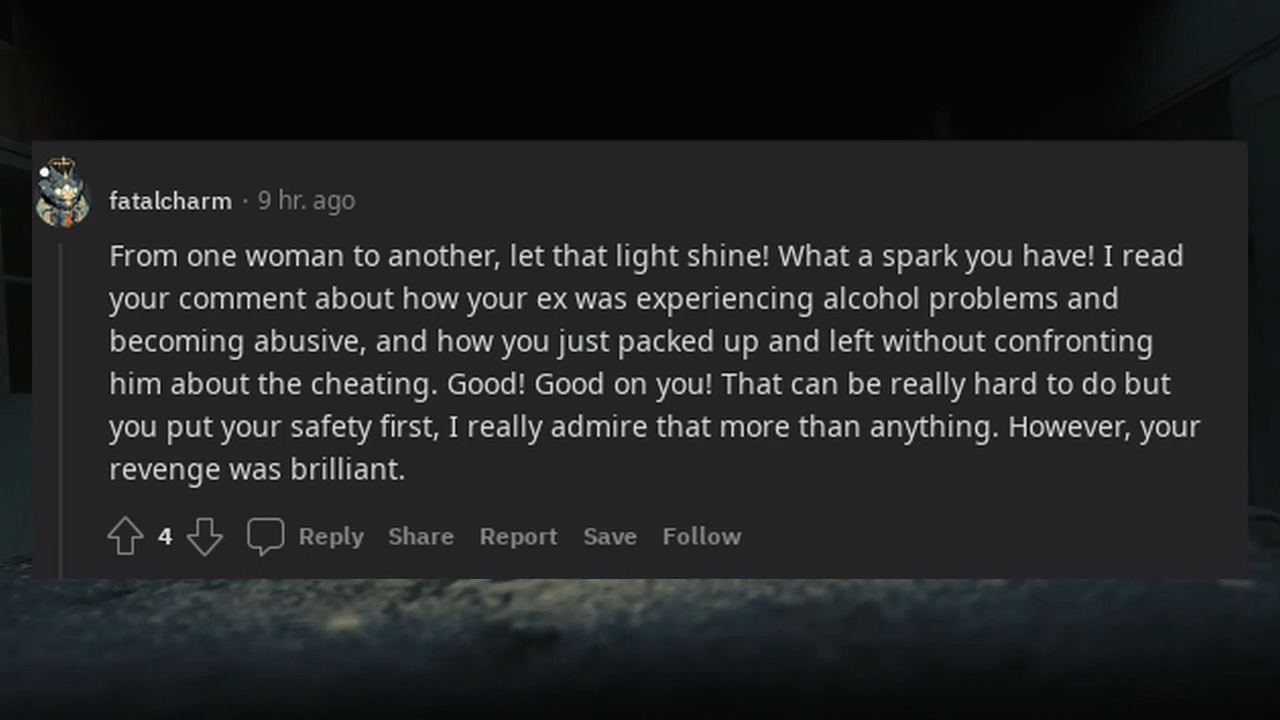 fatalcharm · 9 hr. ago
From one woman to another, let that light shine! What a spark you have! I read
your comment about how your ex was experiencing alcohol problems and
becoming abusive, and how you just packed up and left without confronting
him about the cheating. Good! Good on you! That can be really hard to do but
you put your safety first, I really admire that more than anything. However, your
revenge was brilliant.
4 Reply Share Report Save Follow